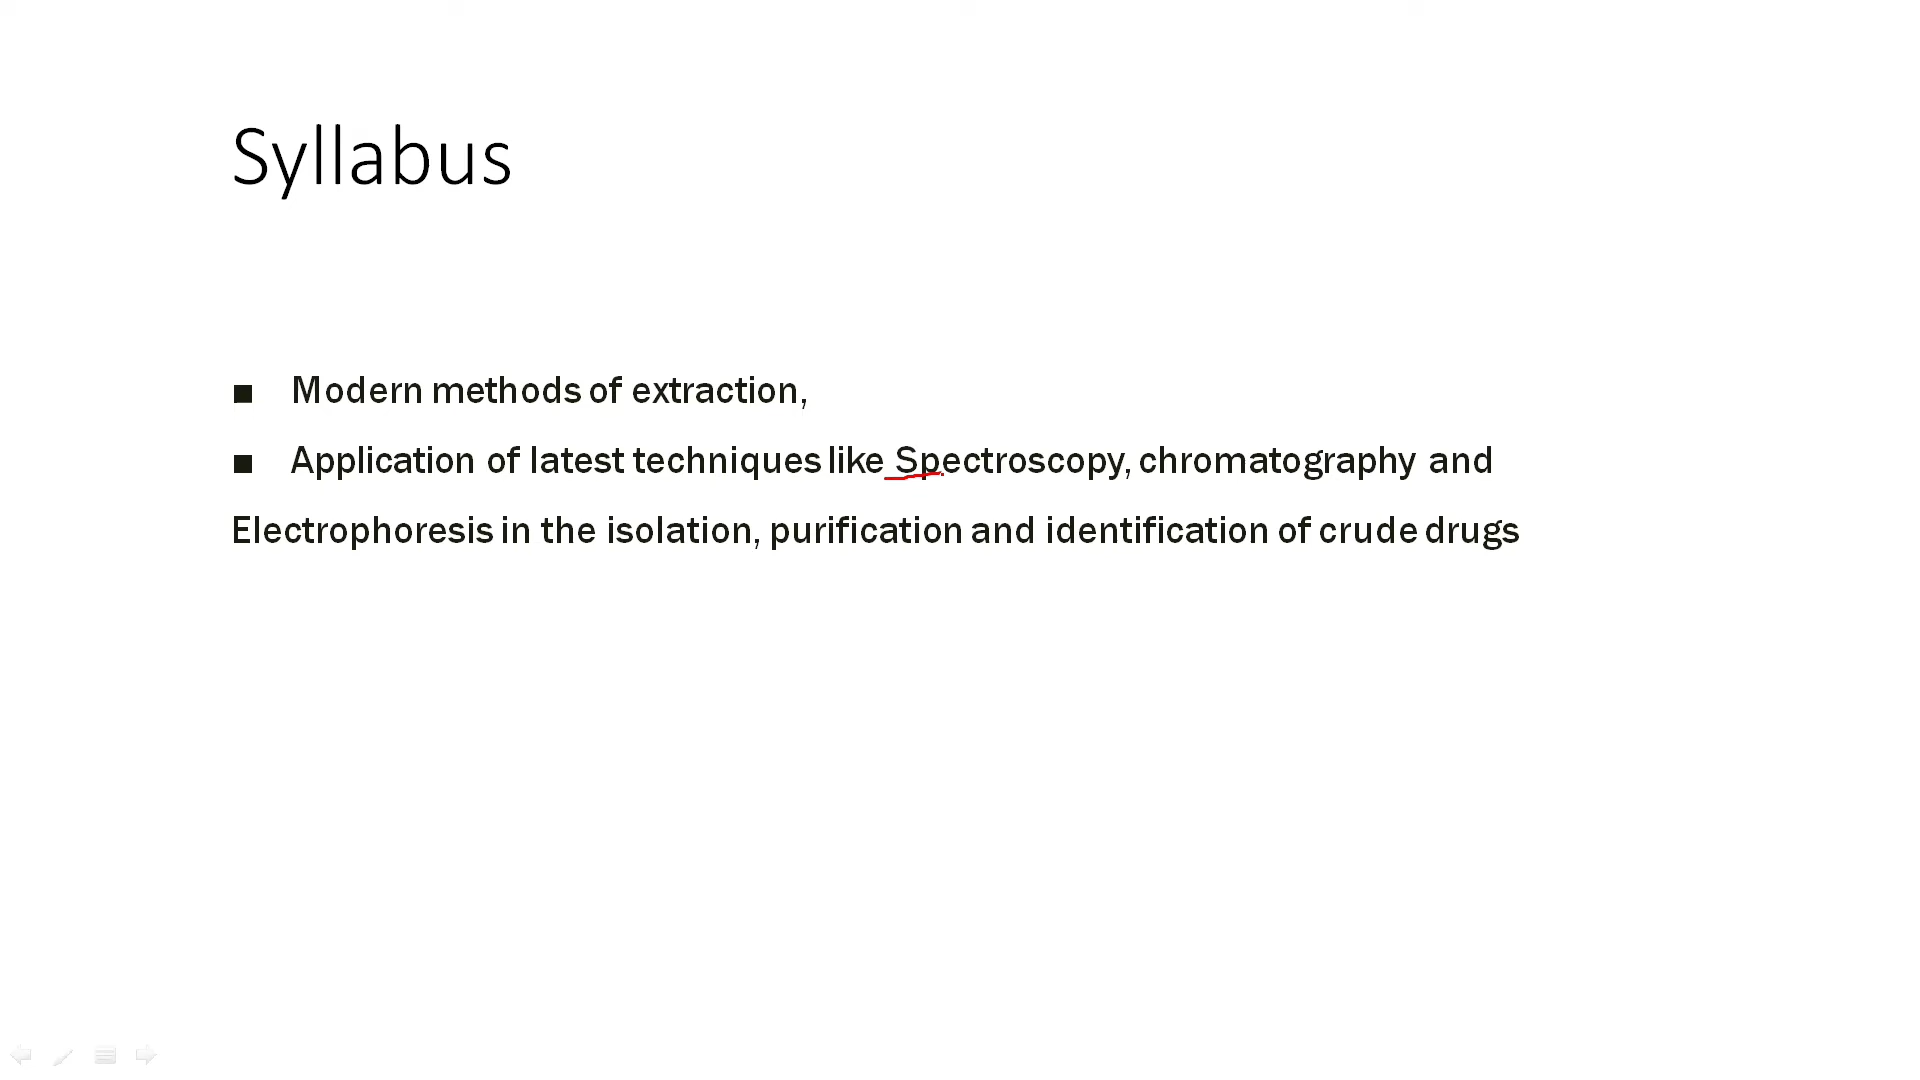 Syllabus
■ Modern methods of extraction,
■ Application of latest techniques like Spectroscopy, chromatography and
Electrophoresis in the isolation, purification and identification of crude drugs